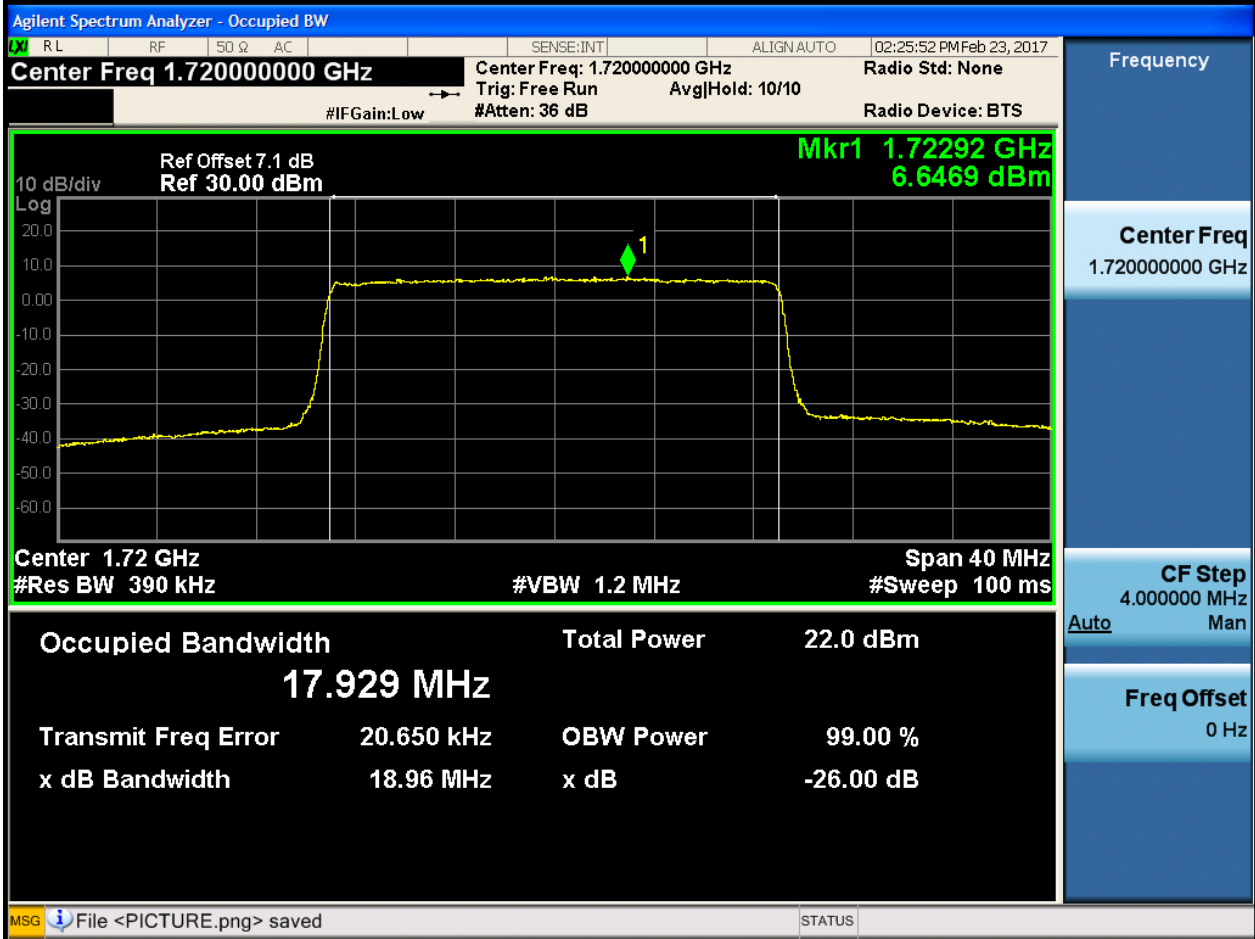 Agilent Spectrum Analyzer - Occupied BW
LXI RL RF 50 Ω AC SENSE:INT ALIGN AUTO 02:25:52 PM Feb 23, 2017
Center Freq 1.720000000 GHz
Center Freq: 1.720000000 GHz
Radio Std: None
Trig: Free Run Avg|Hold: 10/10
#IFGain:Low
#Atten: 36 dB
Radio Device: BTS
Mkr1 1.72292 GHz
6.6469 dBm
Ref Offset 7.1 dB
10 dB/div Ref 30.00 dBm
Log
20.0
10.0
0.00
-10.0
-20.0
-30.0
-40.0
-50.0
-60.0
1
Center 1.72 GHz Span 40 MHz
#Res BW 390 kHz #VBW 1.2 MHz #Sweep 100 ms
Occupied Bandwidth Total Power 22.0 dBm
17.929 MHz
Transmit Freq Error 20.650 kHz OBW Power 99.00 %
x dB Bandwidth 18.96 MHz x dB -26.00 dB
Frequency
Center Freq
1.720000000 GHz
CF Step
4.000000 MHz
Auto Man
Freq Offset
0 Hz
MSG File <PICTURE.png> saved STATUS